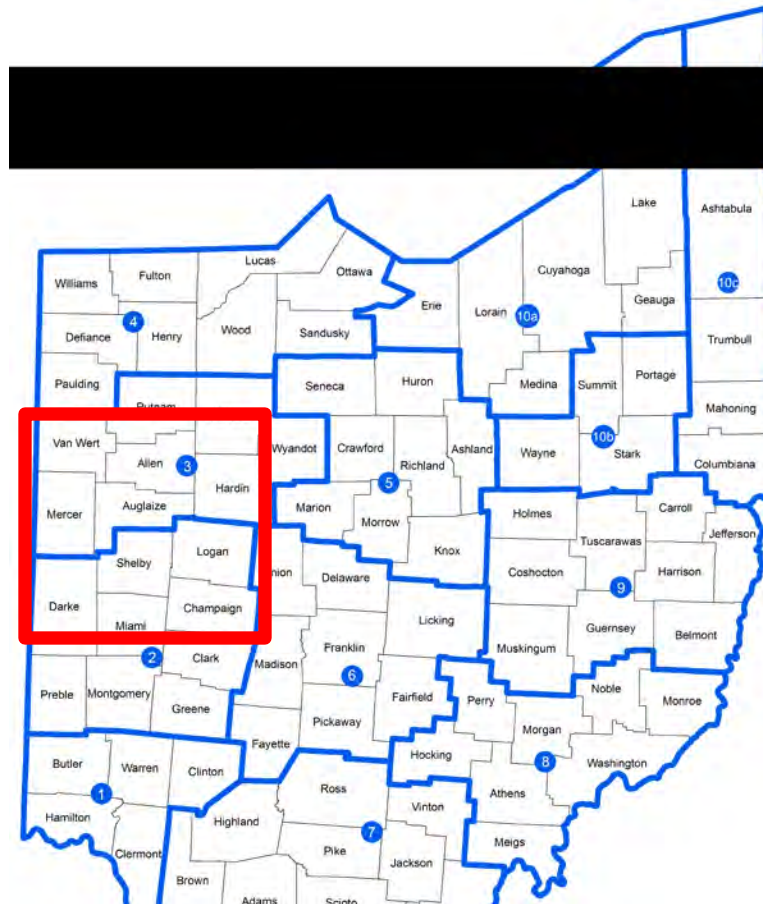 Lake
Ashtabula
Lucas
Cuyahoga
Ottawa
Fulton
Williams
10c
Geauga
Erie
Lorain
10a
4
Wood
Sandusky
Defiance
Henry
Trumbull
Portage
Huron
Paulding
Seneca
Medina
Summit
Putnam
Mahoning
10b
Van Wert
Wyandot
Crawford
Ashland
Wayne
Stark
Allen
3
Richland
Columbiana
5
Hardin
Auglaize
Marion
Mercer
Holmes
Carroll
Morrow
Jefferson
Tuscarawas
Logan
Knox
Shelby
nion
Delaware
Coshocton
Harrison
9
Darke
Champaign
Licking
Miami
Guernsey
Belmont
Franklin
Muskingum
2
Clark
Madison
6
Noble
Preble
Montgomery
Fairfield
Perry
Monroe
Greene
Pickaway
Morgan
Fayette
Hocking
8
Washington
Butler
Warren
Clinton
Ross
Athens
1
Vinton
Hamilton
Highland
7
Meigs
Clermont
Pike
Jackson
Brown
Adams
Scioto